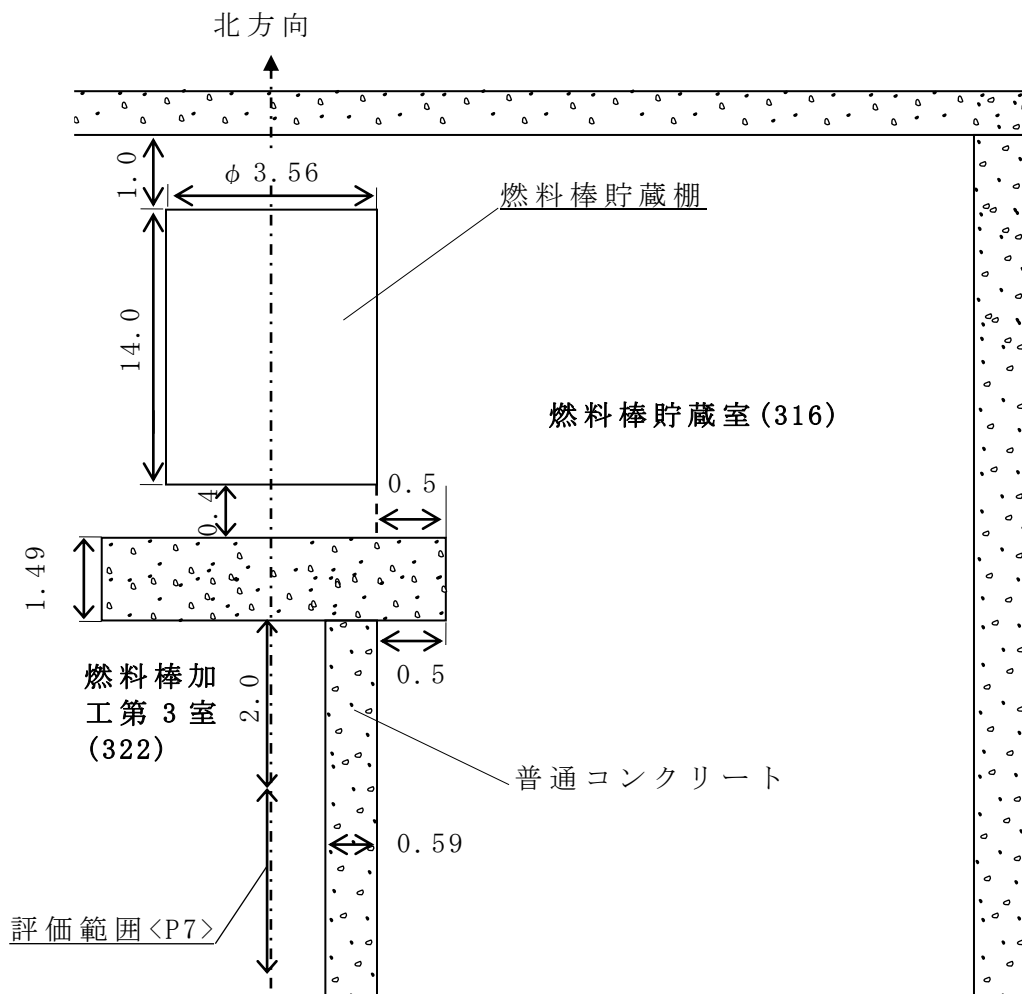 北方向
1.0
φ3.56
燃料棒貯蔵棚
14.0
燃料棒貯蔵室(316)
0.4
0.5
1.49
0.5
燃料棒加
工第3室
(322)
2.0
普通コンクリート
0.59
評価範囲<P7>